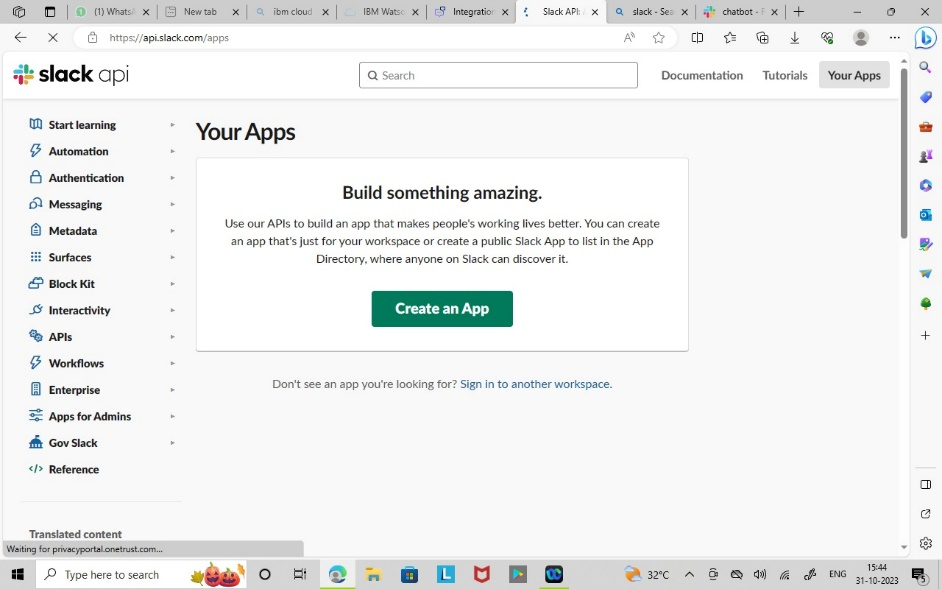 (1) WhatsA
New tab
ibm cloud
IBM Watso
Integration
Slack API:
slack - Sea
chatbot - F
https://api.slack.com/apps
slack api
Search
Documentation
Tutorials
Your Apps
Start learning
Automation
Authentication
Messaging
Metadata
Surfaces
Block Kit
Interactivity
APIs
Workflows
Enterprise
Apps for Admins
Gov Slack
Reference
Translated content
Your Apps
Build something amazing.
Use our APIs to build an app that makes people's working lives better. You can create
an app that's just for your workspace or create a public Slack App to list in the App
Directory, where anyone on Slack can discover it.
Create an App
Don't see an app you're looking for? Sign in to another workspace.
Waiting for privacyportal.onetrust.com...
Type here to search
32°C
ENG
15:44
31-10-2023
5